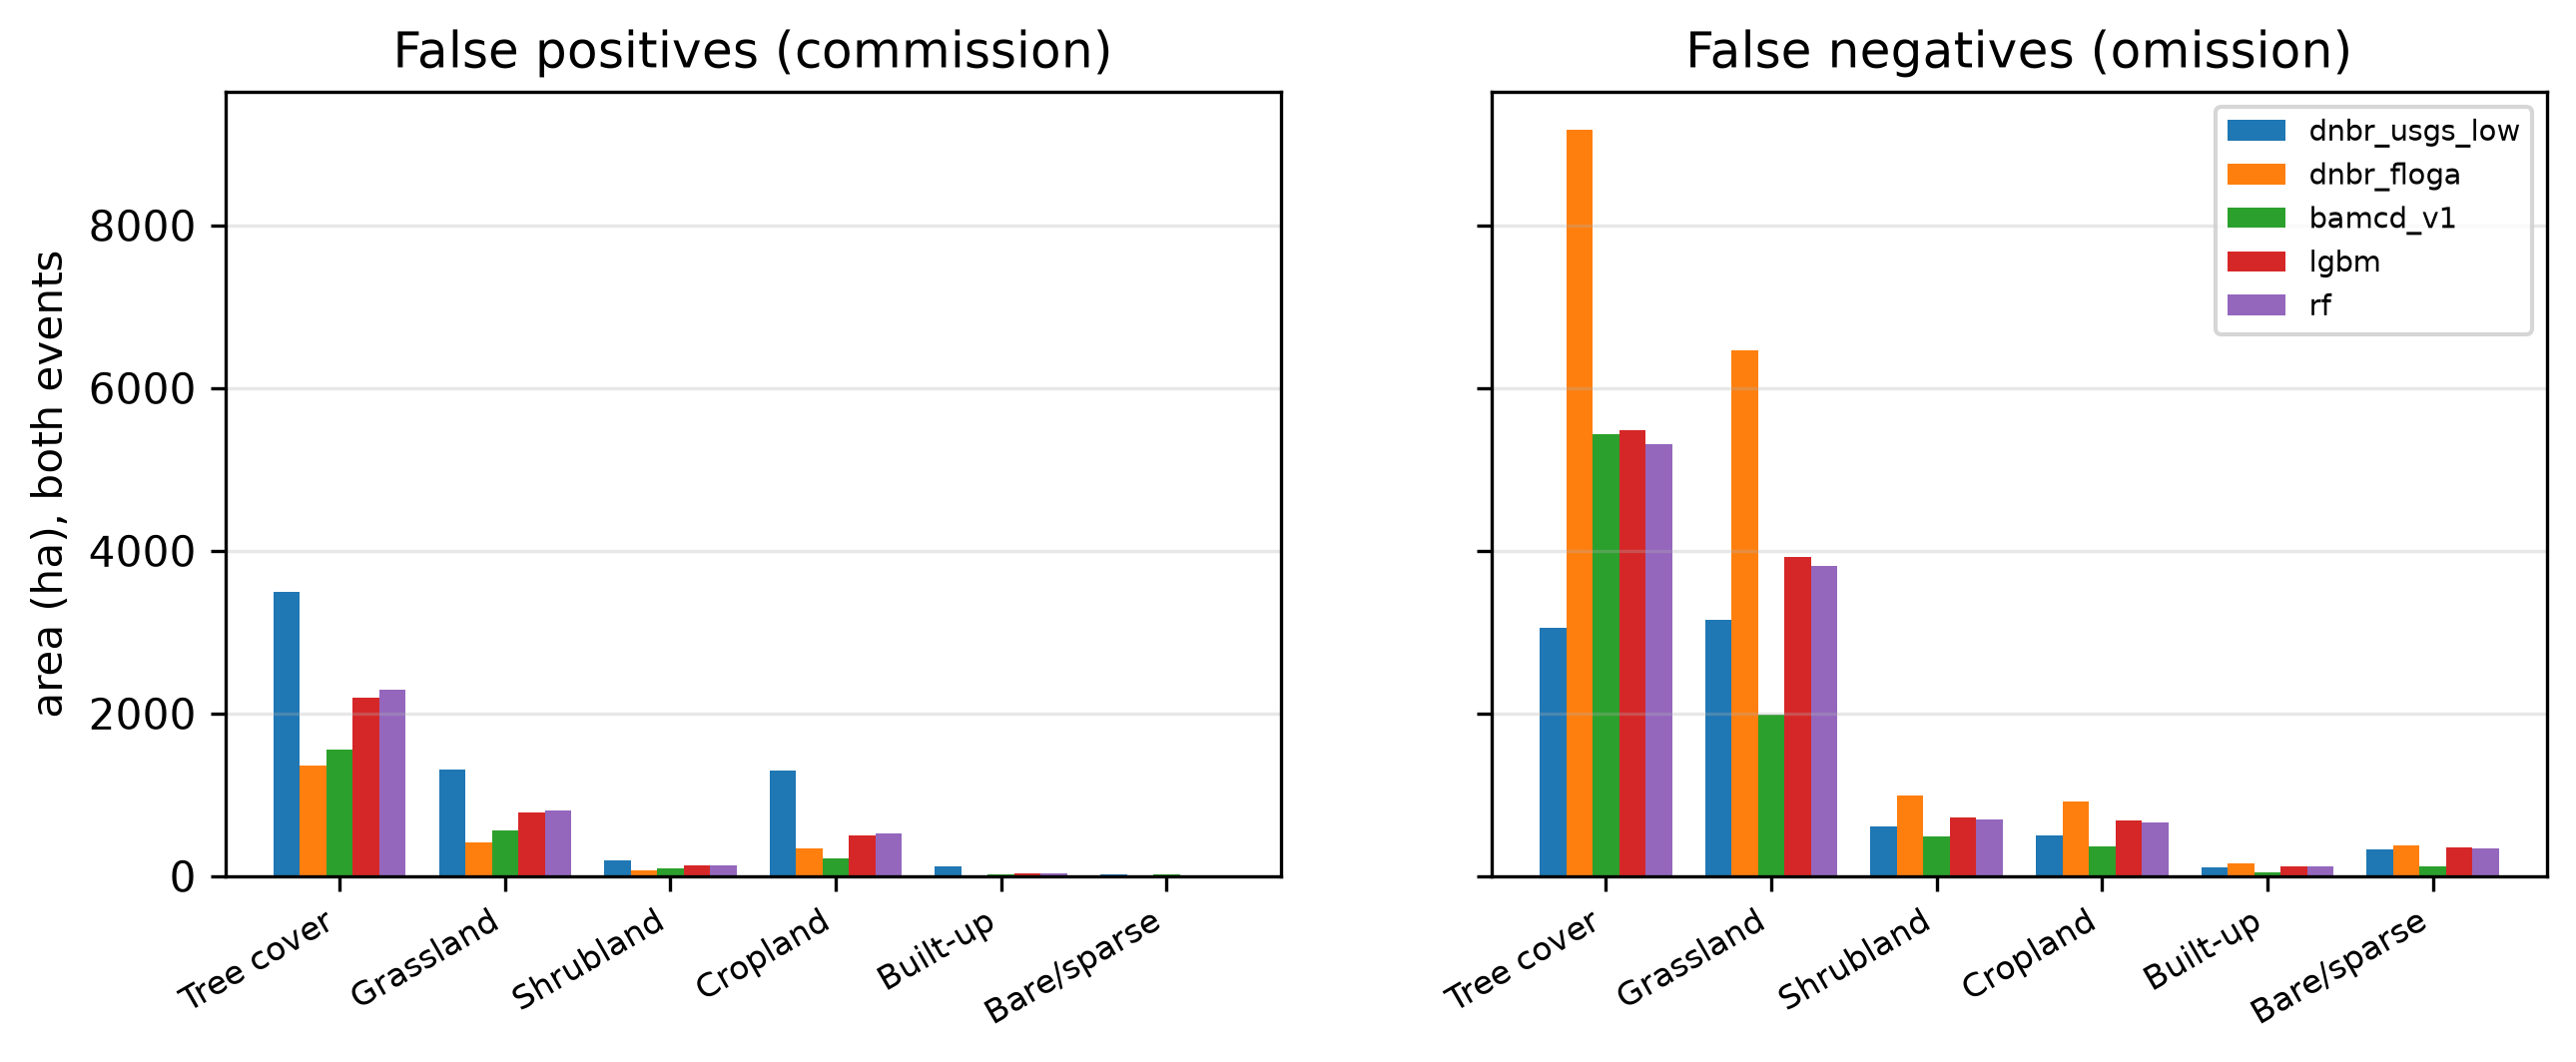 False positives (commission)
False negatives (omission)
area (ha), both events
8000
6000
4000
2000
0
dnbr_usgs_low
dnbr_floga
bamcd_v1
lgbm
rf
Tree cover
Grassland
Shrubland
Cropland
Built-up
Bare/sparse
Tree cover
Grassland
Shrubland
Cropland
Built-up
Bare/sparse